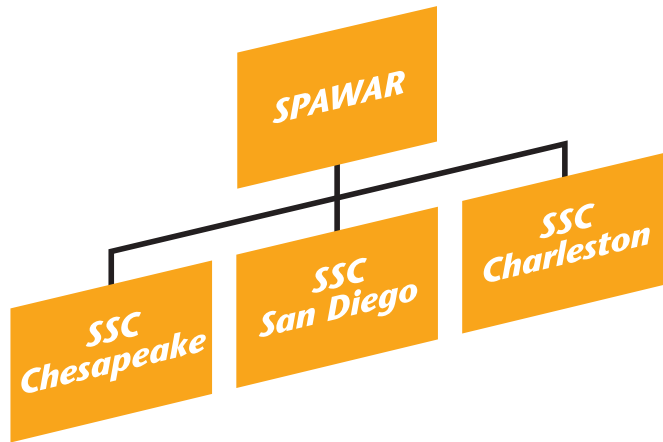 SPAWAR
SSC
Chesapeake
SSC
San Diego
SSC
Charleston